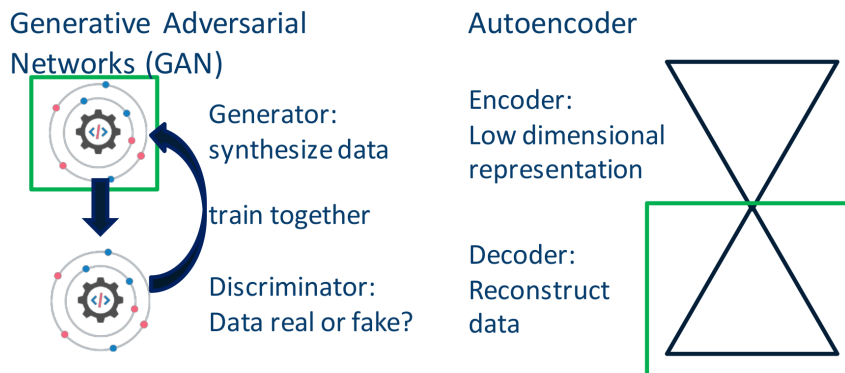 Generative Adversarial
Networks (GAN)
Generator:
synthesize data
train together
Discriminator:
Data real or fake?
Autoencoder
Encoder:
Low dimensional
representation
Decoder:
Reconstruct
data